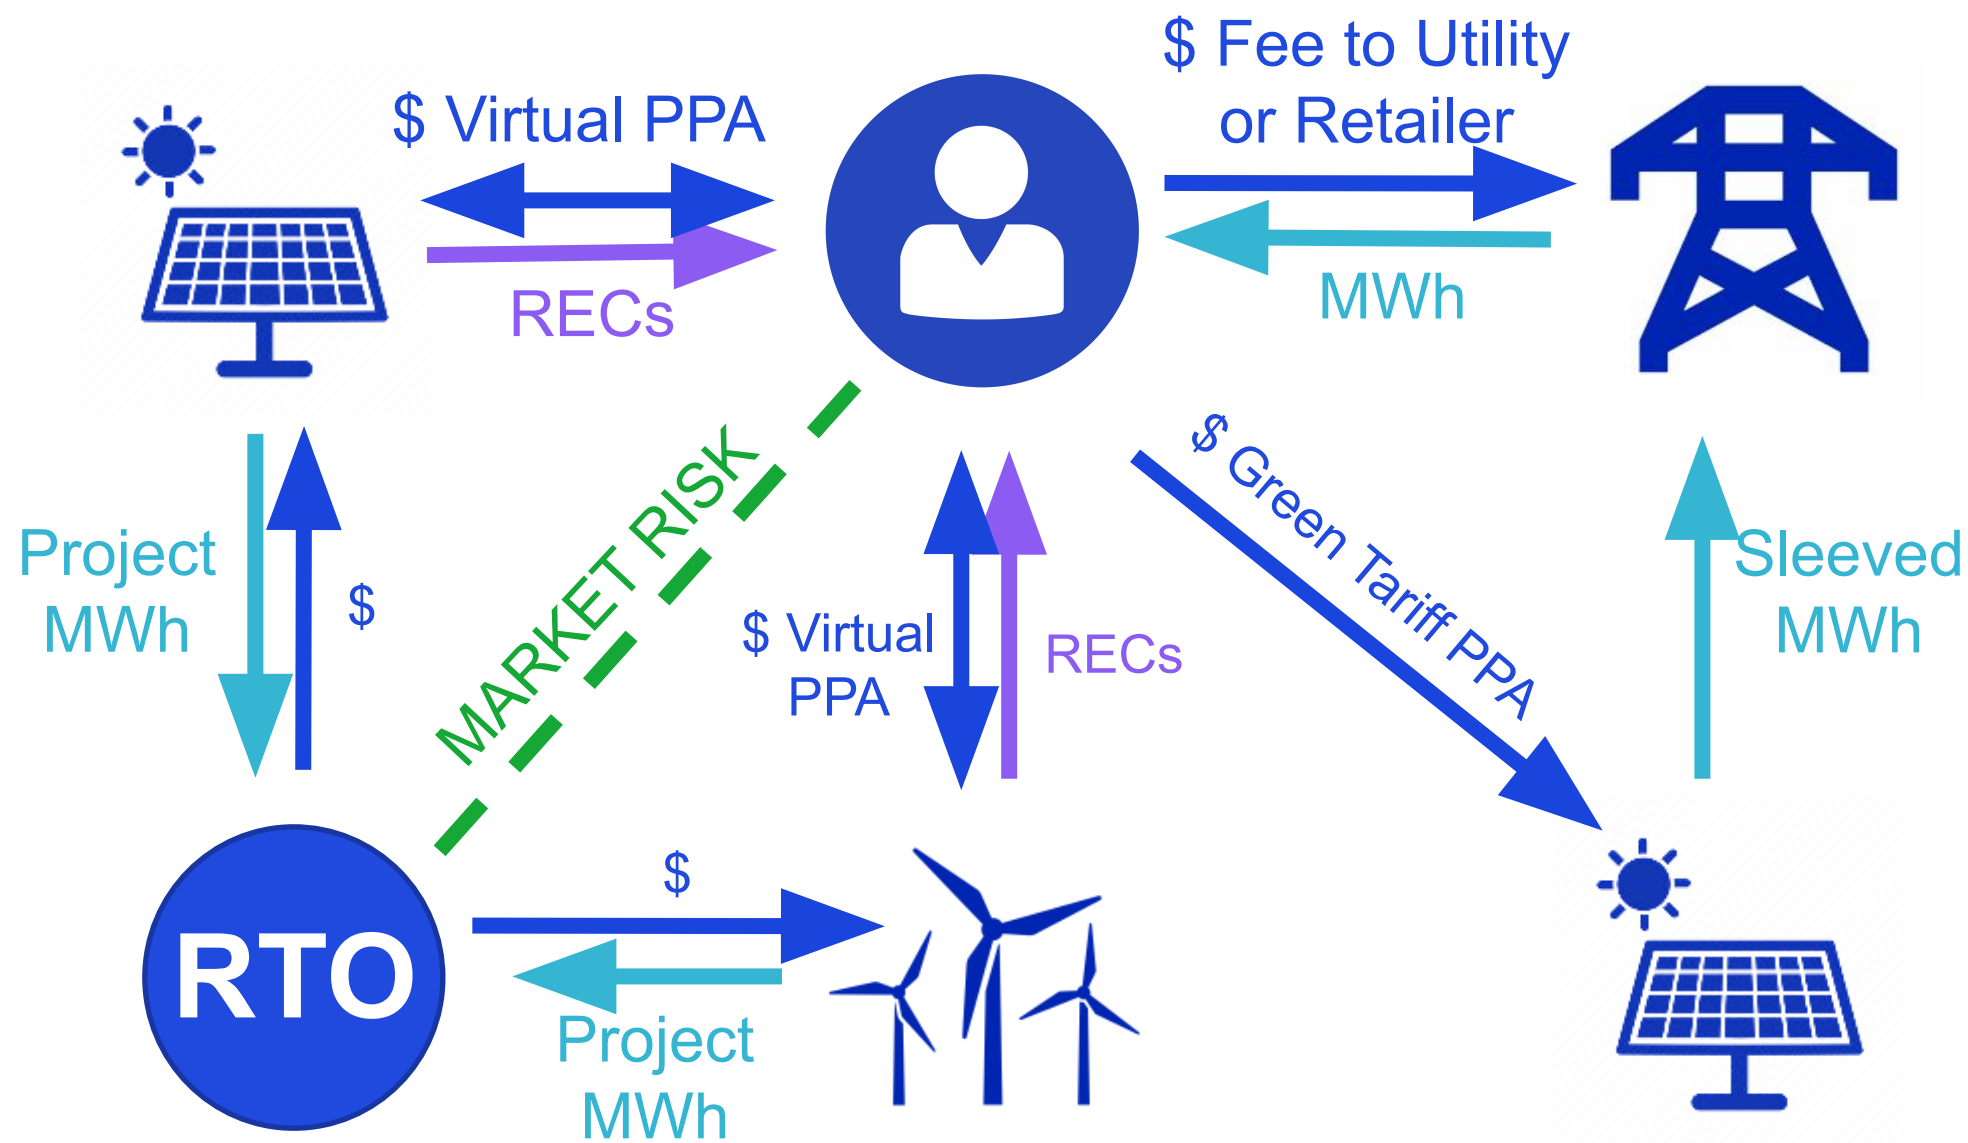 $ Fee to Utility
or Retailer
$ Virtual PPA
RECs
MWh
$ Green Tariff PPA
MARKET RISK
Project
MWh
$
$ Virtual
PPA
RECs
Sleeved
MWh
$
RTO
Project
MWh